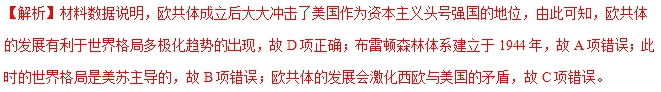 【解析】材料数据说明，欧共体成立后大大冲击了美国作为资本主义头号强国的地位，由此可知，欧共体
的发展有利于世界格局多极化趋势的出现，故 D 项正确；布雷顿森林体系建立于 1944 年，故 A 项错误；此
时的世界格局是美苏主导的，故 B 项错误；欧共体的发展会激化西欧与美国的矛盾，故 C 项错误。